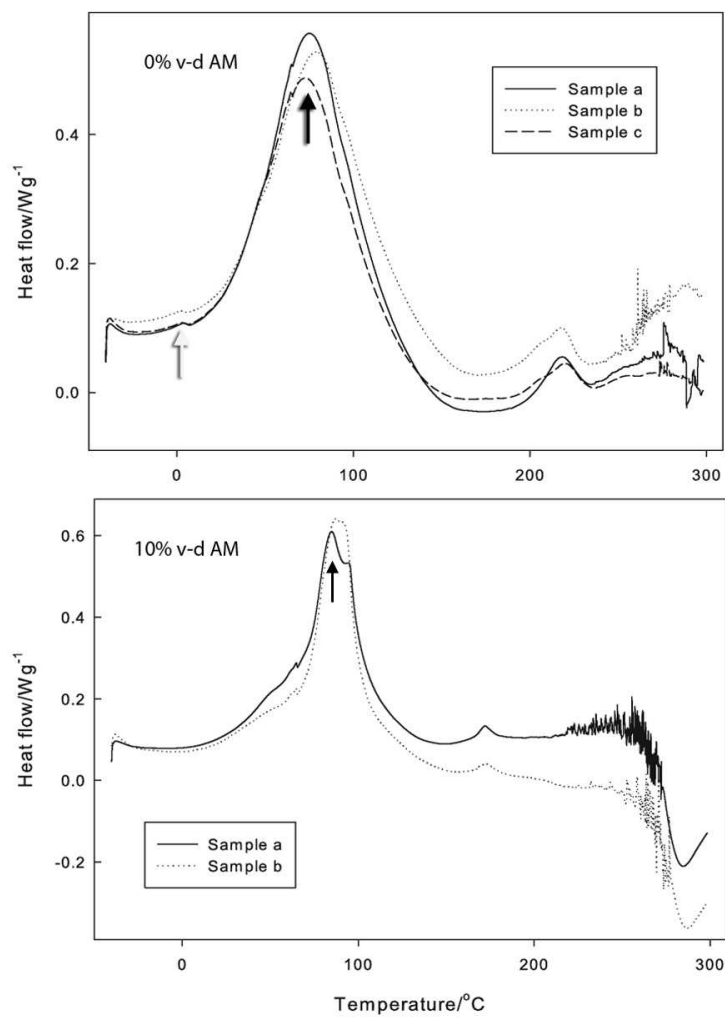 0% v-d AM
Sample a
Sample b
Sample c
Heat flow/Wg⁻¹
0.4
0.2
0.0
0
100
200
300
10% v-d AM
Heat flow/Wg⁻¹
0.6
0.4
0.2
0.0
-0.2
Sample a
Sample b
0
100
200
300
Temperature/°C